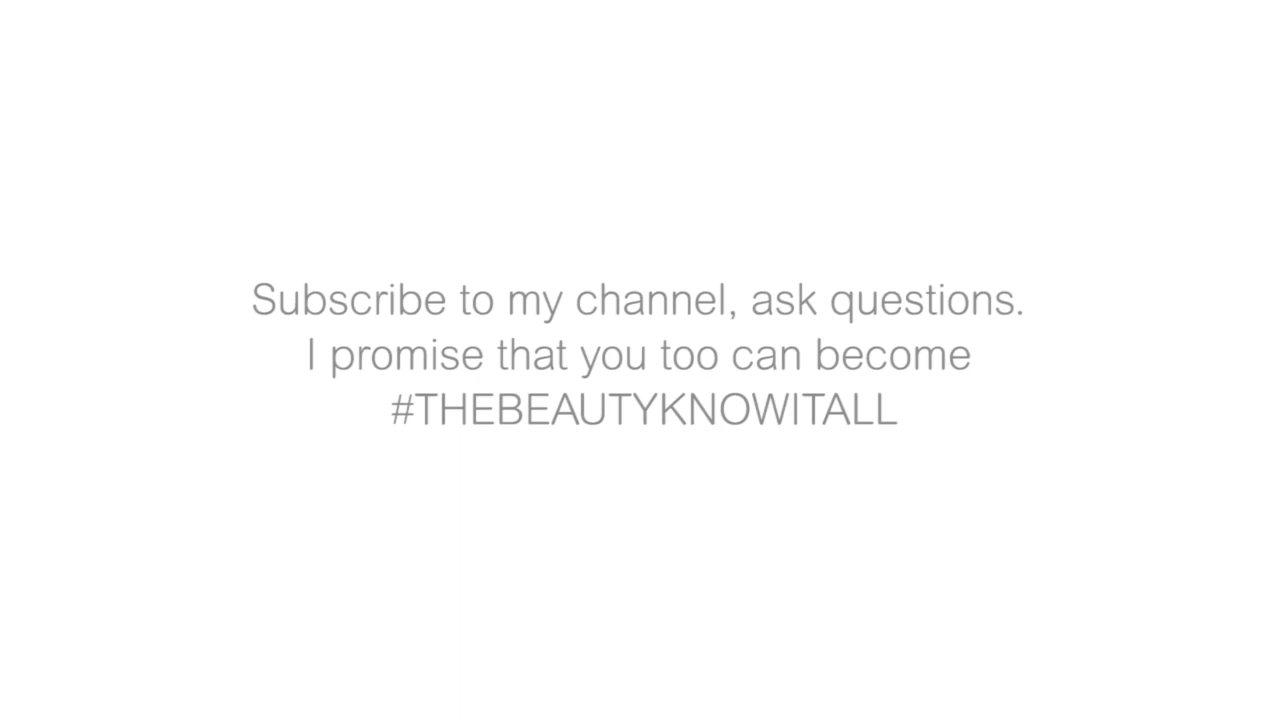 Subscribe to my channel, ask questions.
I promise that you too can become
#THEBEAUTYKNOWITALL